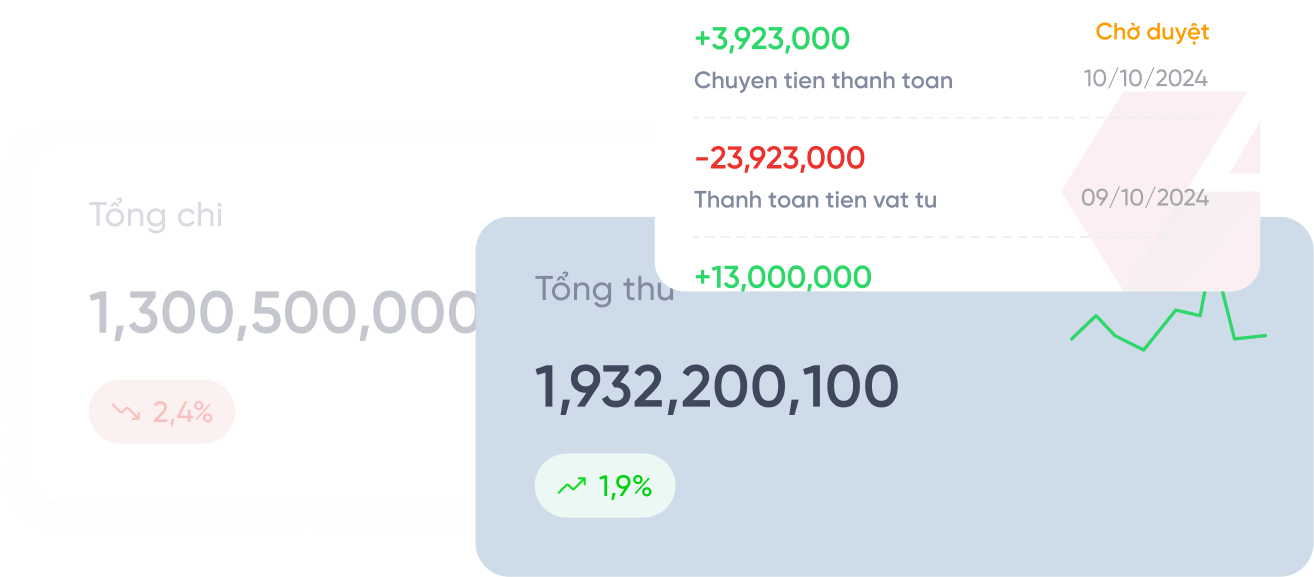 +3,923,000
Chờ duyệt
Chuyen tien thanh toan
10/10/2024
-23,923,000
Thanh toan tien vat tu
09/10/2024
+13,000,000
Tổng chi
1,300,500,000
2,4%
Tổng thu
1,932,200,100
1,9%